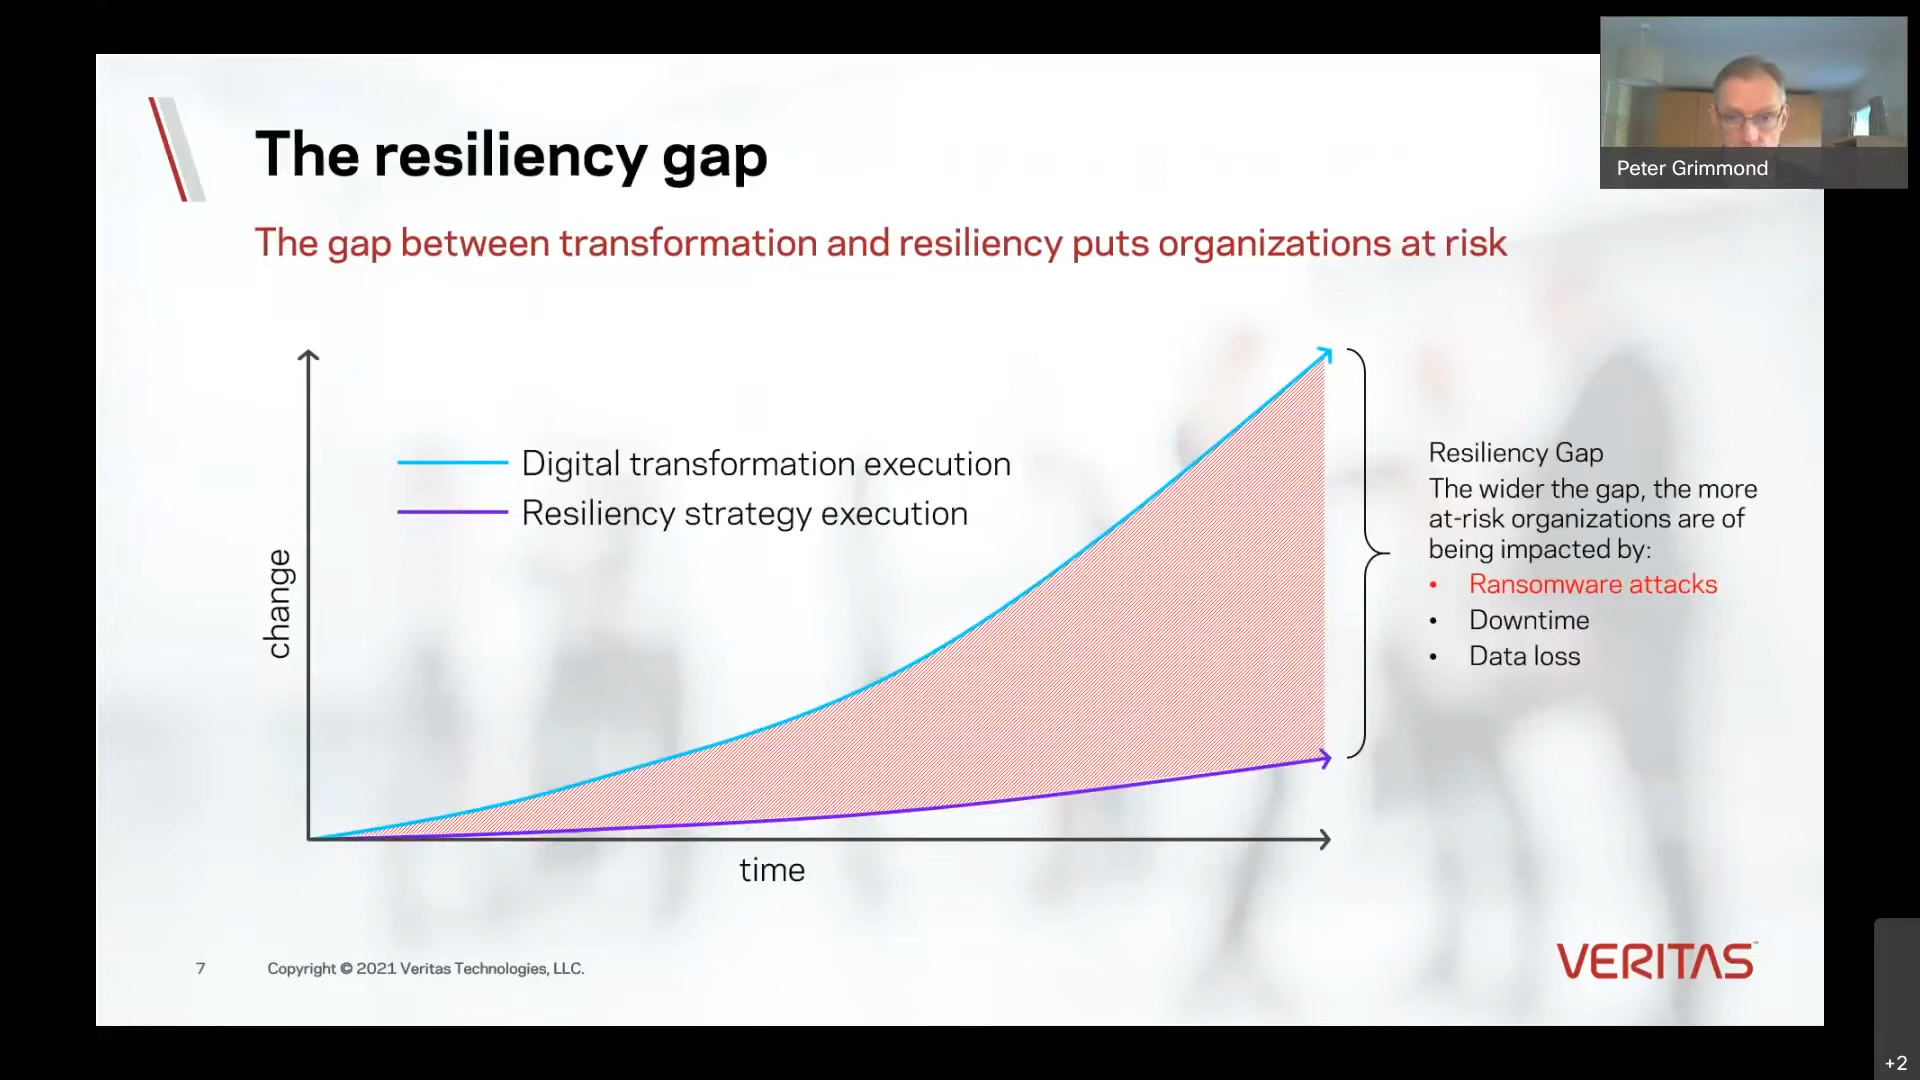 Peter Grimmond
The resiliency gap
The gap between transformation and resiliency puts organizations at risk
Digital transformation execution
Resiliency strategy execution
change
time
Resiliency Gap
The wider the gap, the more
at-risk organizations are of
being impacted by:
• Ransomware attacks
• Downtime
• Data loss
7
Copyright © 2021 Veritas Technologies, LLC.
VERITAS™
+2